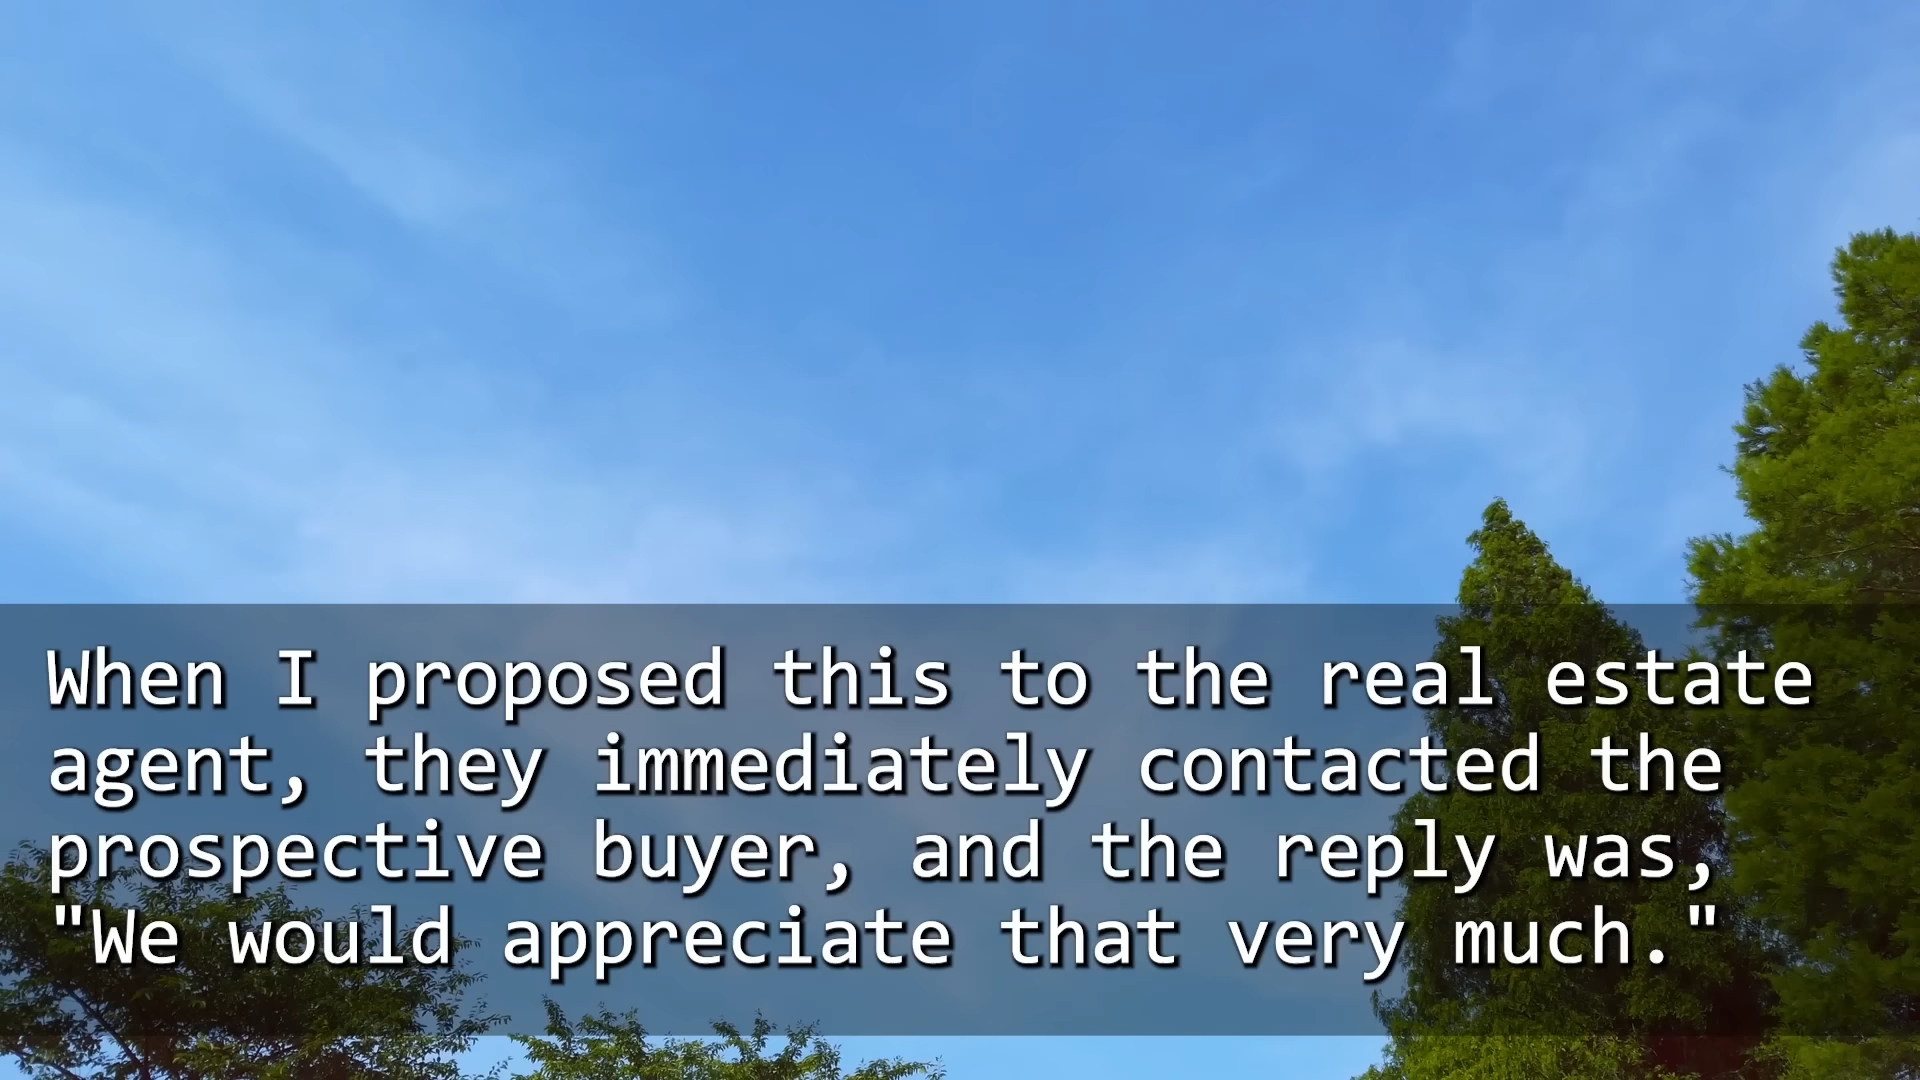 When I proposed this to the real estate
agent, they immediately contacted the
prospective buyer, and the reply was,
"We would appreciate that very much."